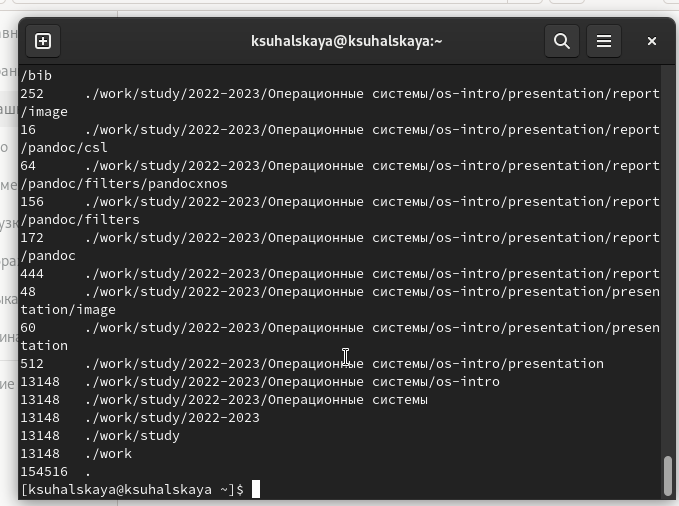 ksuhalskaya@ksuhalskaya:~
/bib
252 ./work/study/2022-2023/Операционные системы/os-intro/presentation/report
/image
16 ./work/study/2022-2023/Операционные системы/os-intro/presentation/report
/pandoc/csl
64 ./work/study/2022-2023/Операционные системы/os-intro/presentation/report
/pandoc/filters/pandocxnos
156 ./work/study/2022-2023/Операционные системы/os-intro/presentation/report
/pandoc/filters
172 ./work/study/2022-2023/Операционные системы/os-intro/presentation/report
/pandoc
444 ./work/study/2022-2023/Операционные системы/os-intro/presentation/report
48 ./work/study/2022-2023/Операционные системы/os-intro/presentation/presen
tation/image
60 ./work/study/2022-2023/Операционные системы/os-intro/presentation/presen
tation
512 ./work/study/2022-2023/Операционные системы/os-intro/presentation
13148 ./work/study/2022-2023/Операционные системы/os-intro
13148 ./work/study/2022-2023/Операционные системы
13148 ./work/study/2022-2023
13148 ./work/study
13148 ./work
154516 .
[ksuhalskaya@ksuhalskaya ~]$